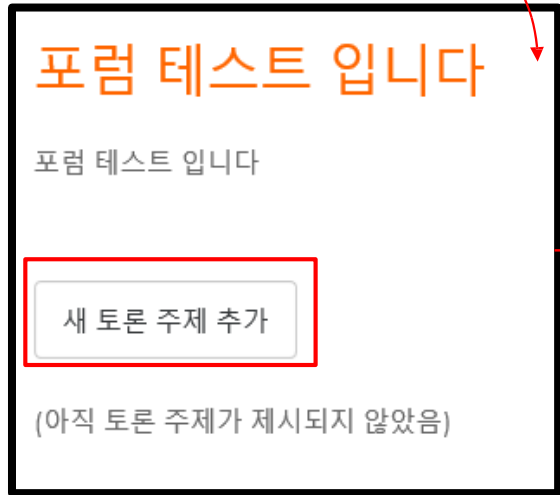 포럼 테스트 입니다
포럼 테스트 입니다
새 토론 주제 추가
(아직 토론 주제가 제시되지 않았음)